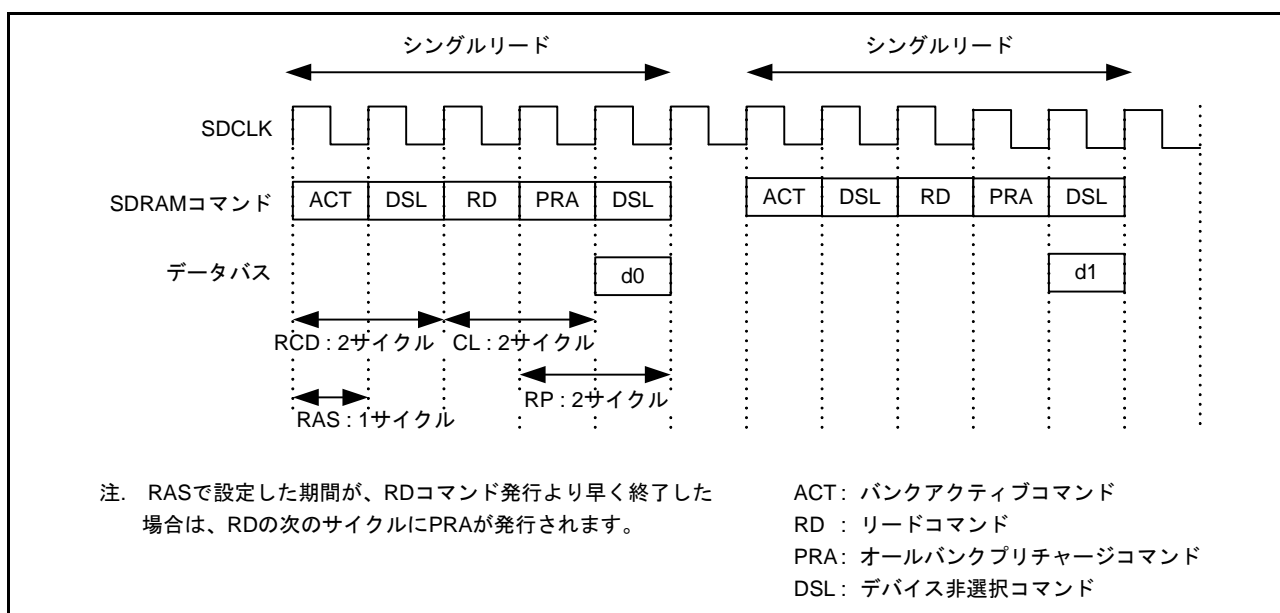 シングルリード シングルリード
SDCLK
SDRAMコマンド ACT DSL RD PRA DSL ACT DSL RD PRA DSL
データバス d0 d1
RCD : 2サイクル CL : 2サイクル
RP : 2サイクル
RAS : 1サイクル
注. RASで設定した期間が、RDコマンド発行より早く終了した
場合は、RDの次のサイクルにPRAが発行されます。
ACT : バンクアクティブコマンド
RD : リードコマンド
PRA : オールバンクプリチャージコマンド
DSL : デバイス非選択コマンド